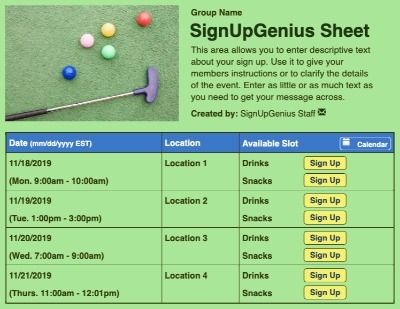 Group Name
SignUpGenius Sheet
This area allows you to enter descriptive text
about your sign up. Use it to give your
members instructions or to clarify the details
of the event. Enter as little or as much text as
you need to get your message across.
Created by: SignUpGenius Staff
Date (mm/dd/yyyy EST) Location Available Slot Calendar
11/18/2019 Location 1 Drinks Sign Up
(Mon. 9:00am - 10:00am) Snacks Sign Up
11/19/2019 Location 2 Drinks Sign Up
(Tue. 1:00pm - 3:00pm) Snacks Sign Up
11/20/2019 Location 3 Drinks Sign Up
(Wed. 7:00am - 9:00am) Snacks Sign Up
11/21/2019 Location 4 Drinks Sign Up
(Thurs. 11:00am - 12:01pm) Snacks Sign Up